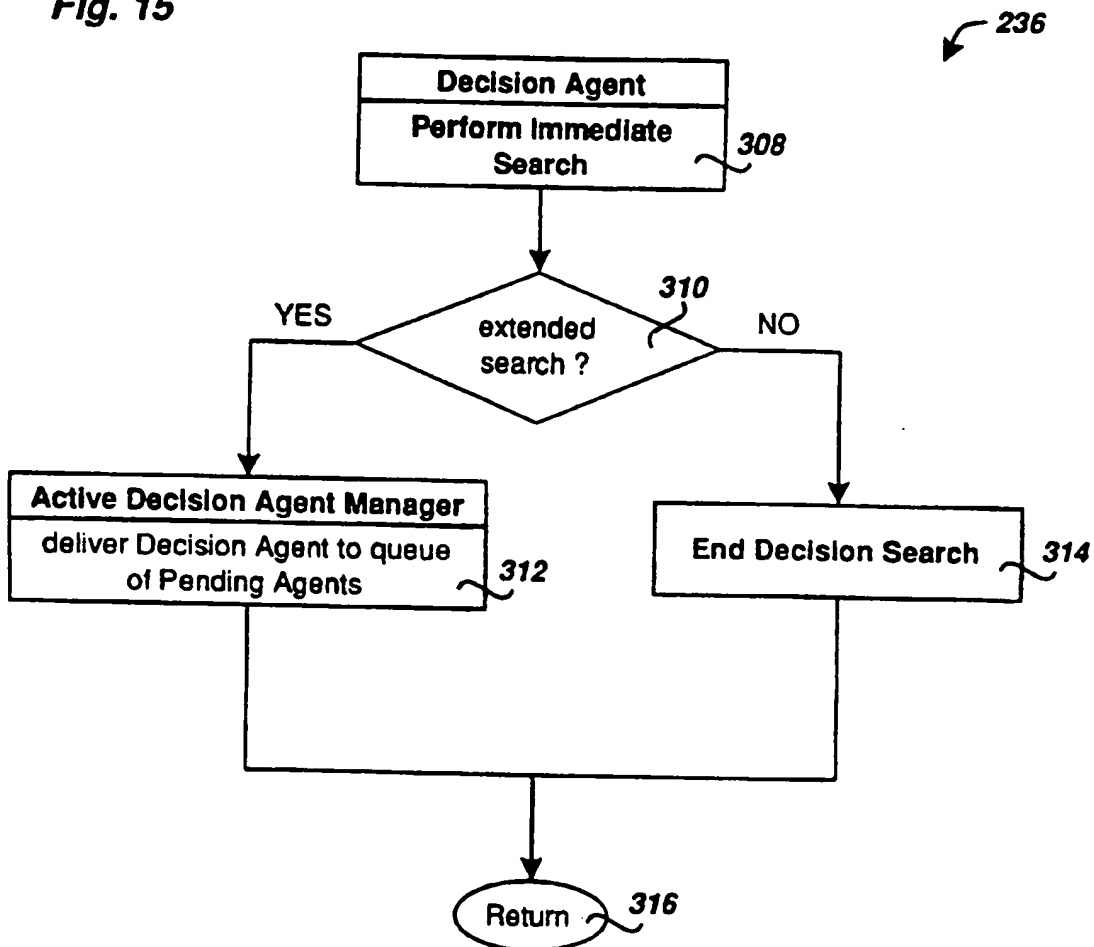 Fig. 15
236
Decision Agent
Perform Immediate
Search
308
310
YES
extended
search ?
NO
Active Decision Agent Manager
deliver Decision Agent to queue
of Pending Agents
312
End Decision Search
314
Return
316